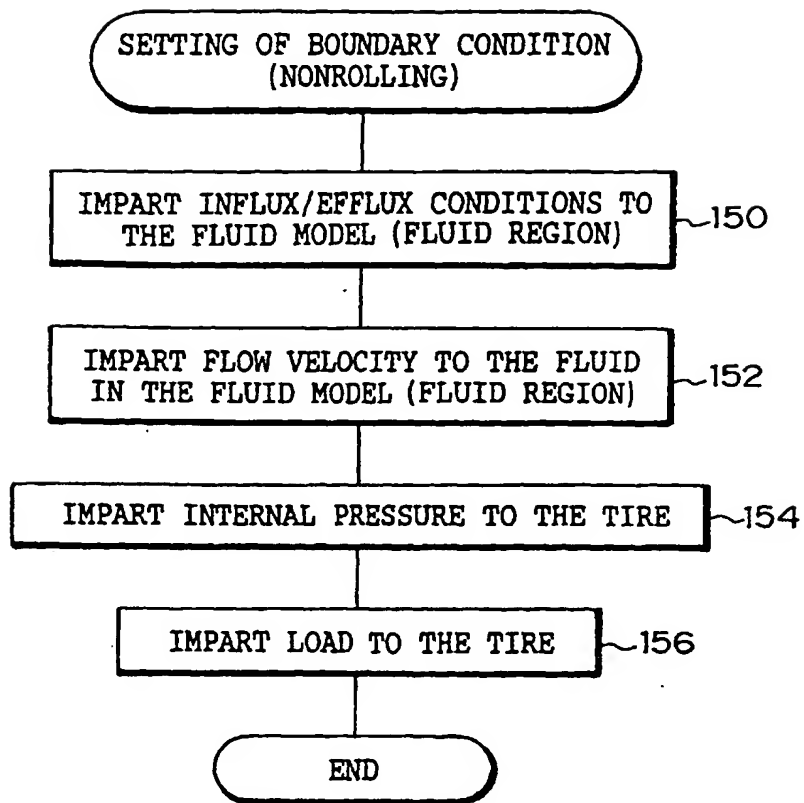 SETTING OF BOUNDARY CONDITION
(NONROLLING)
IMPART INFLUX/EFFLUX CONDITIONS TO
THE FLUID MODEL (FLUID REGION)
150
IMPART FLOW VELOCITY TO THE FLUID
IN THE FLUID MODEL (FLUID REGION)
152
IMPART INTERNAL PRESSURE TO THE TIRE
154
IMPART LOAD TO THE TIRE
156
END